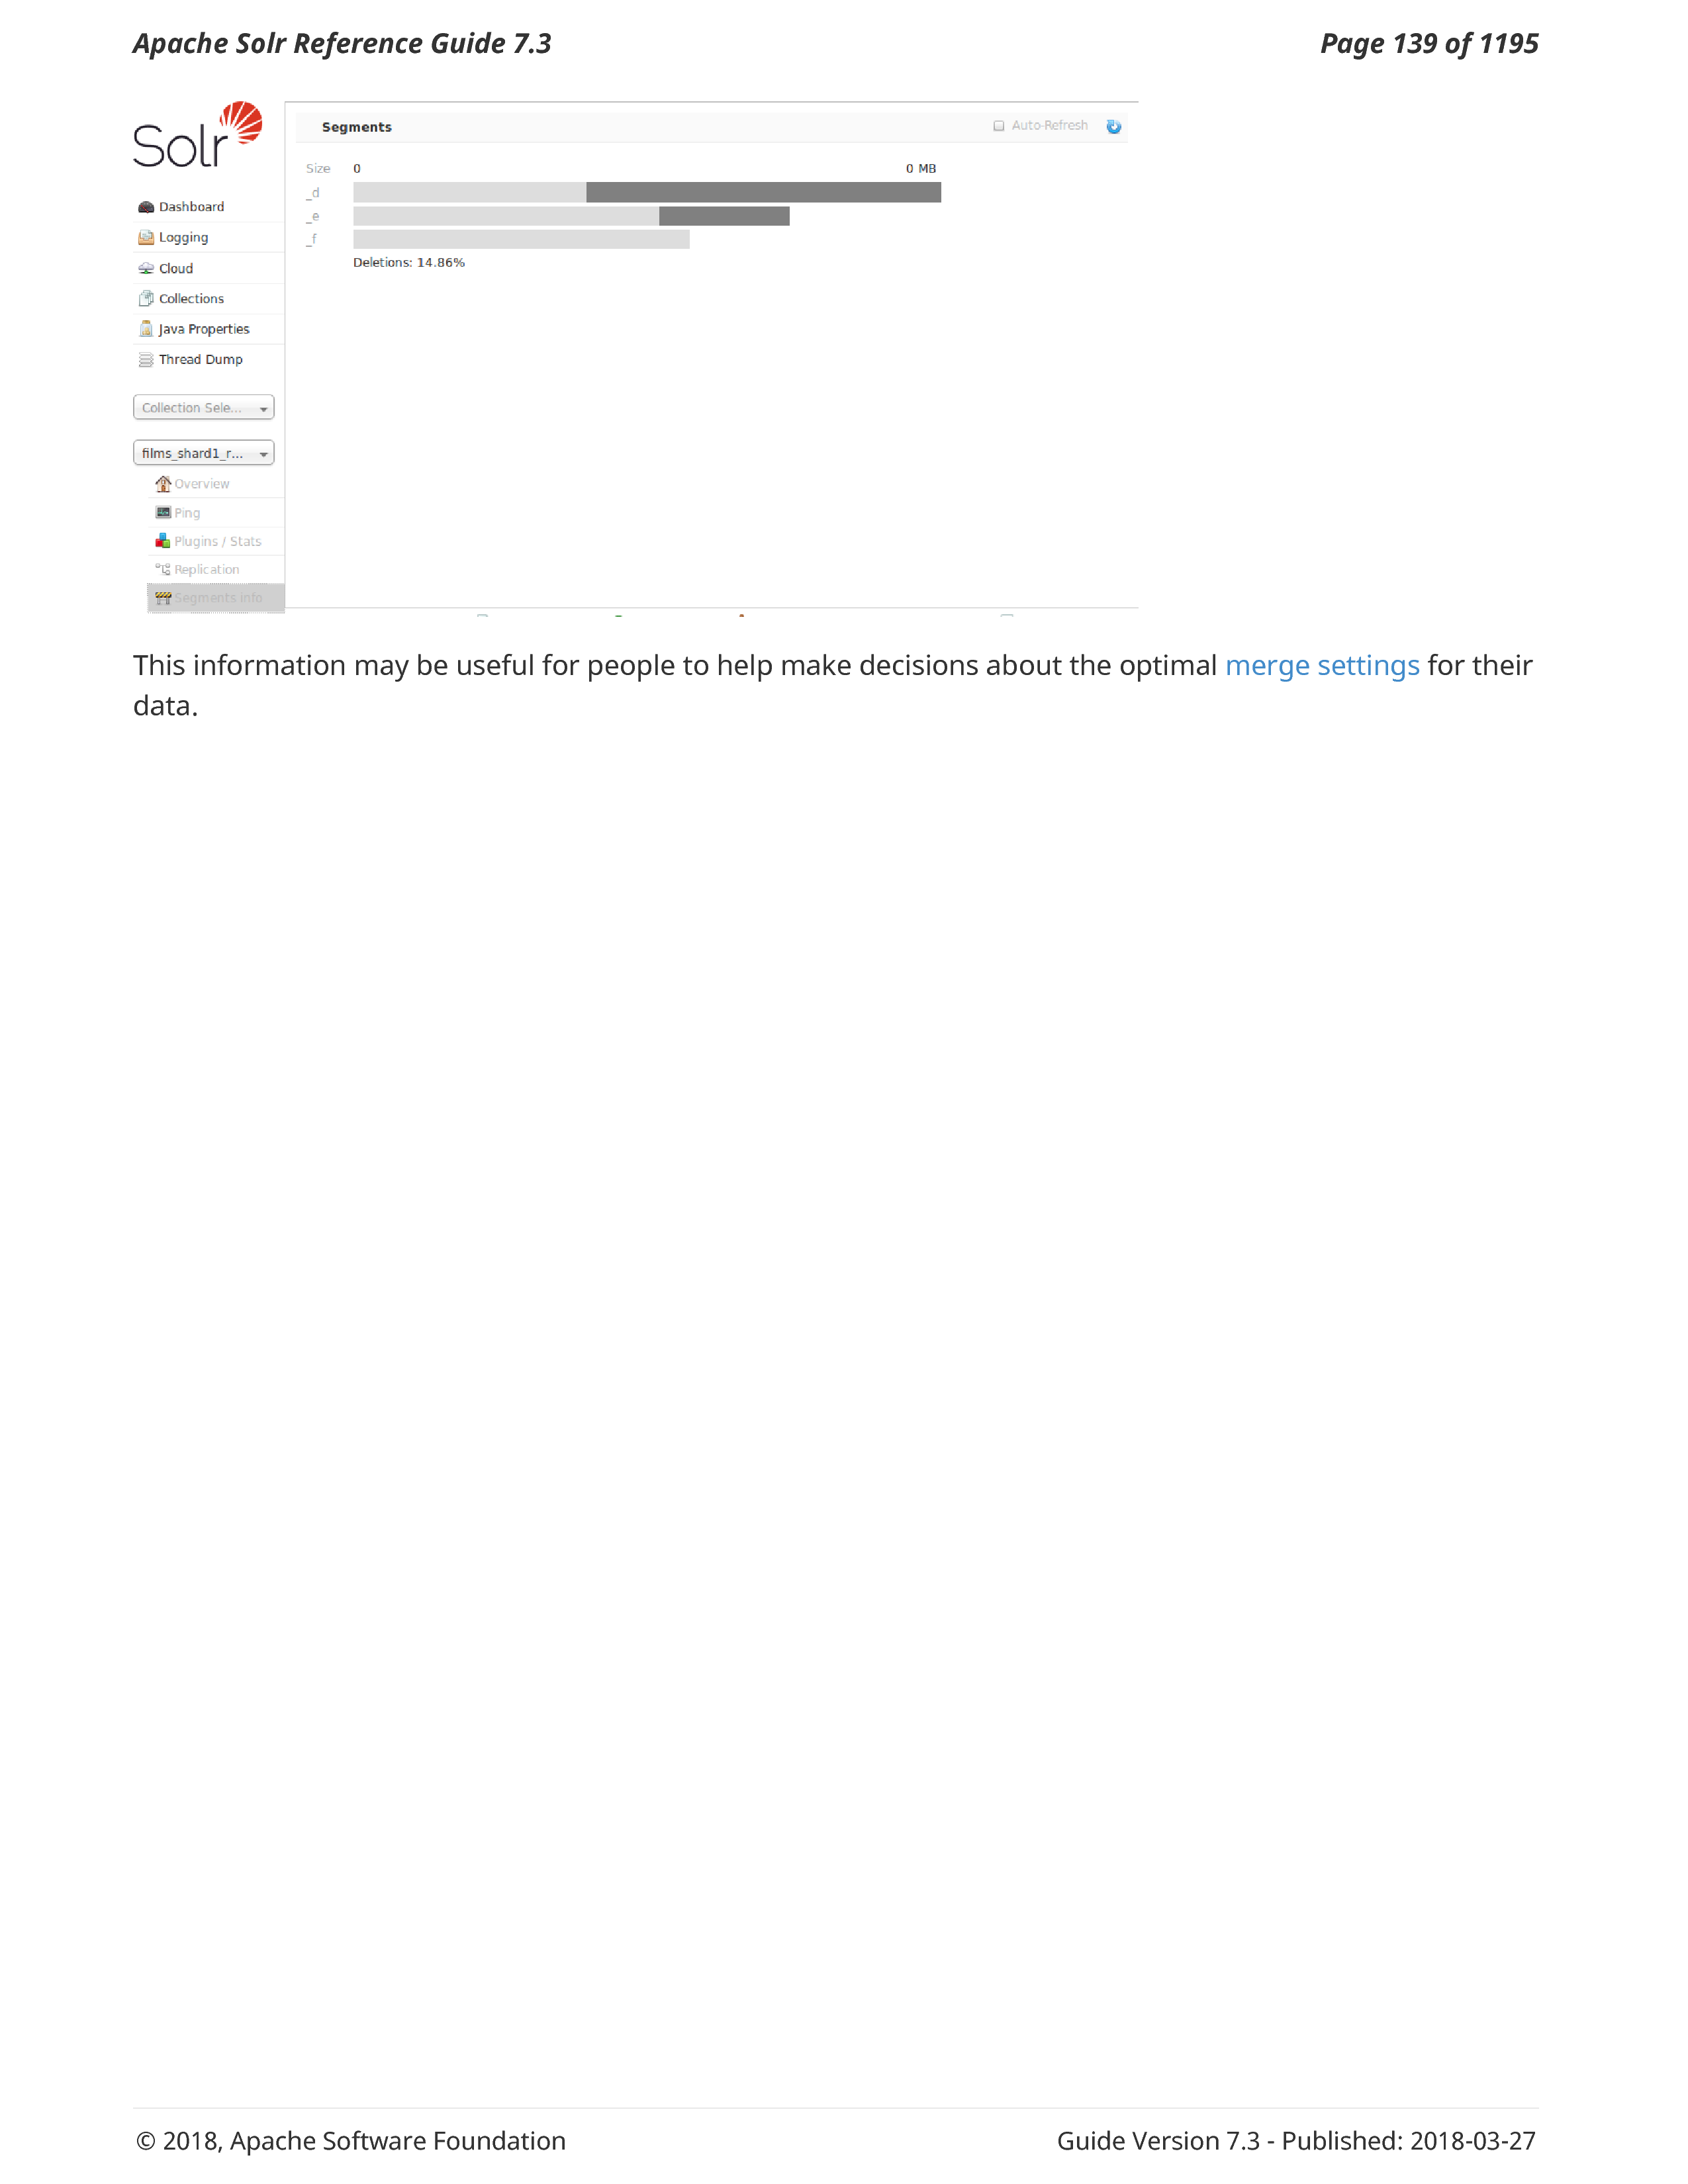 Apache Solr Reference Guide 7.3
Page 139 of 1195
Solr
Segments
Auto-Refresh
Size 0 0 MB
_d
_e
_f
Deletions: 14.86%
Dashboard
Logging
Cloud
Collections
Java Properties
Thread Dump
Collection Sele...
films_shard1_r...
Overview
Ping
Plugins / Stats
Replication
Segments info
This information may be useful for people to help make decisions about the optimal merge settings for their
data.
© 2018, Apache Software Foundation
Guide Version 7.3 - Published: 2018-03-27